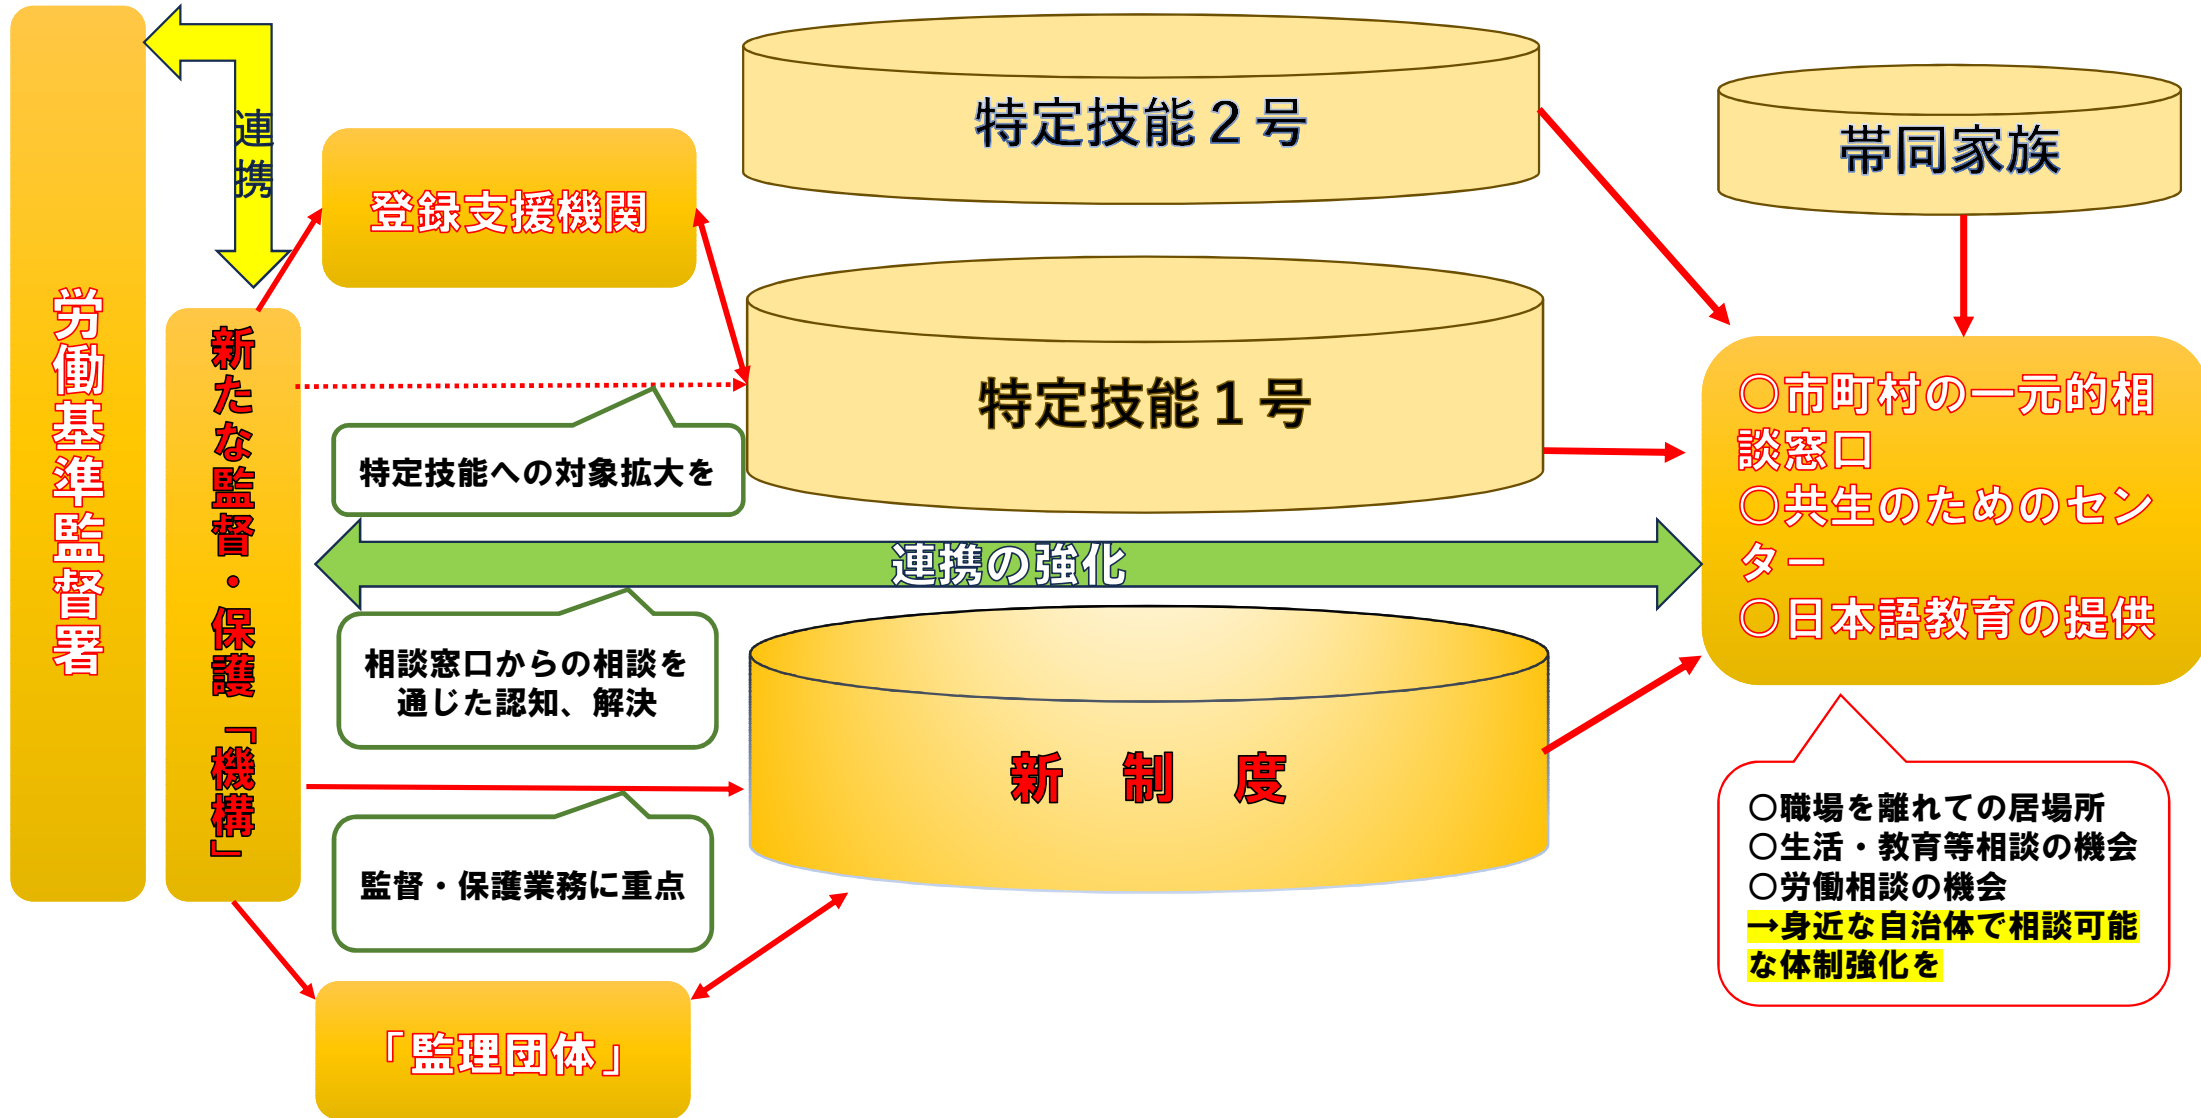 労働基準監督署
連携
新たな監督・保護「機構」
登録支援機関
特定技能２号
帯同家族
特定技能１号
特定技能への対象拡大を
連携の強化
相談窓口からの相談を
通じた認知、解決
新　制　度
監督・保護業務に重点
「監理団体」
〇市町村の一元的相
談窓口
〇共生のためのセン
ター
〇日本語教育の提供
〇職場を離れての居場所
〇生活・教育等相談の機会
〇労働相談の機会
→身近な自治体で相談可能
な体制強化を